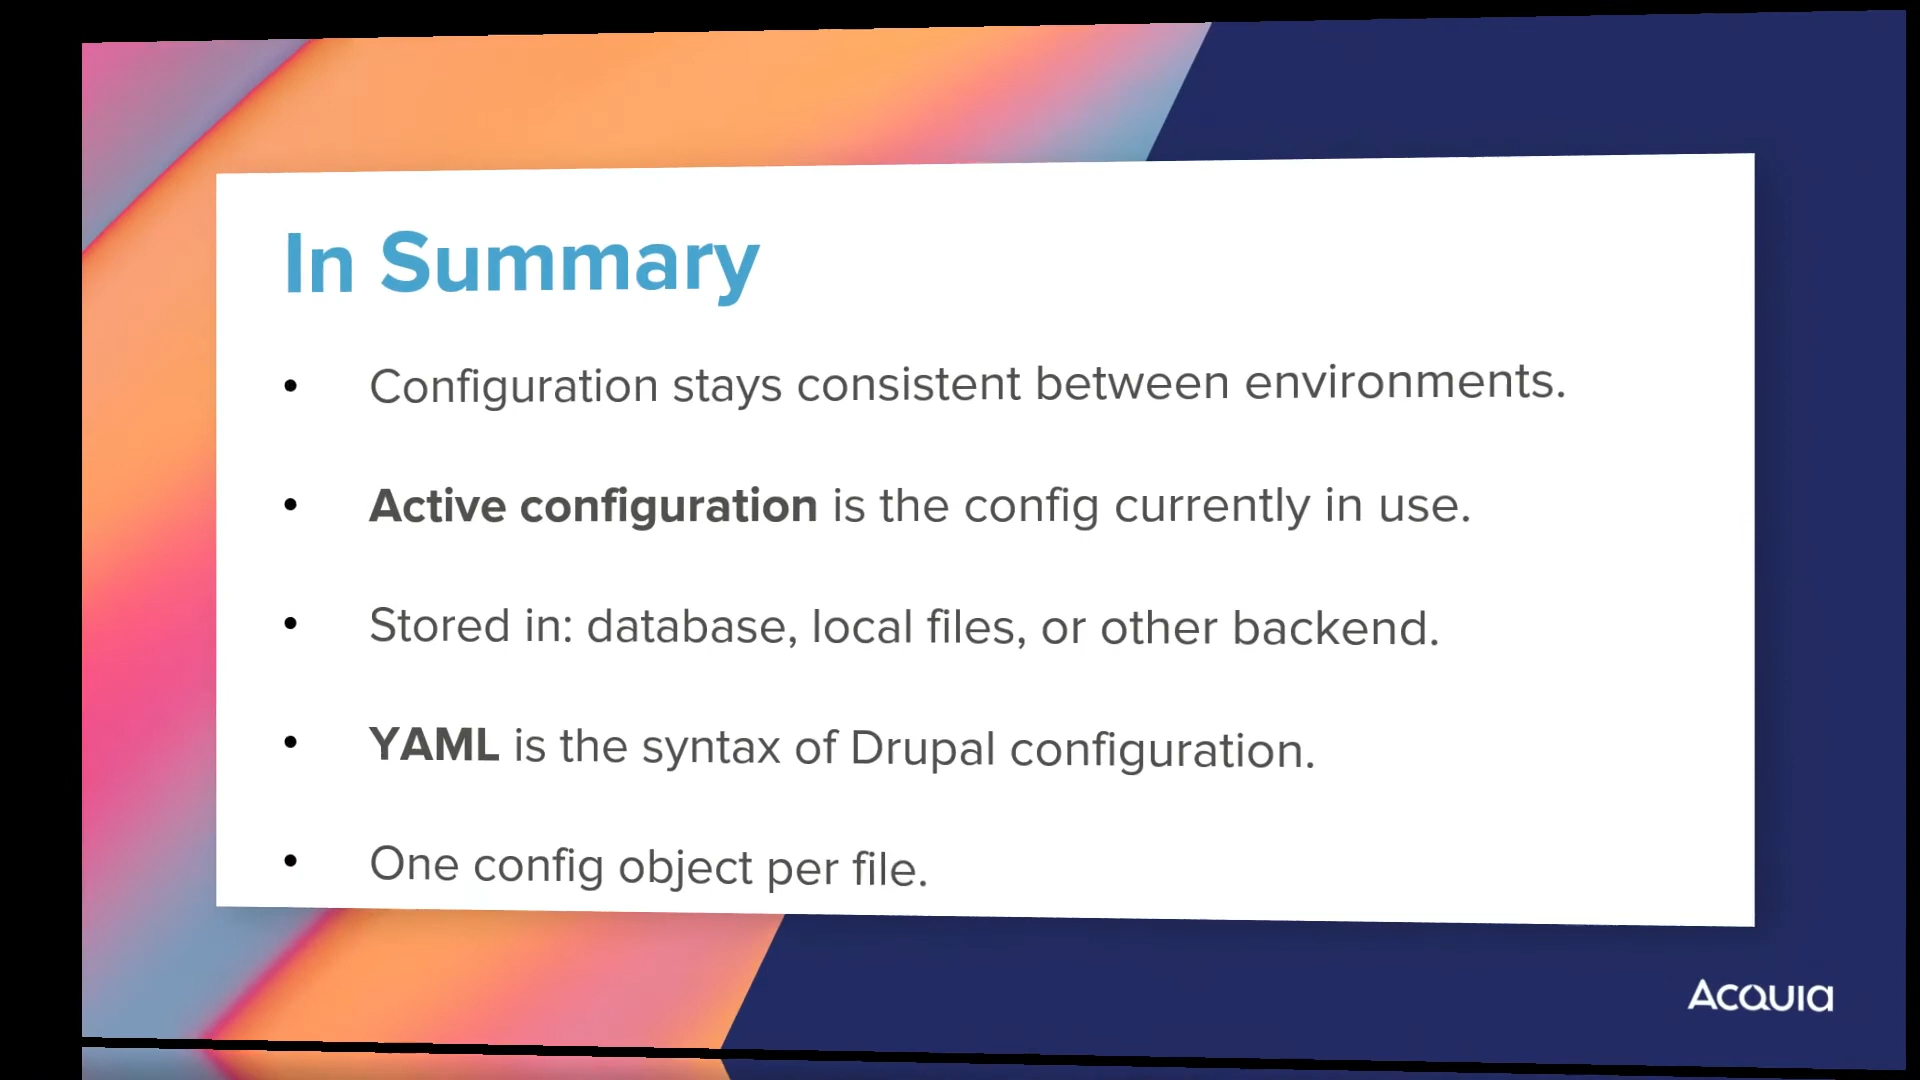 In Summary
• Configuration stays consistent between environments.
• Active configuration is the config currently in use.
• Stored in: database, local files, or other backend.
• YAML is the syntax of Drupal configuration.
• One config object per file.
Acquia